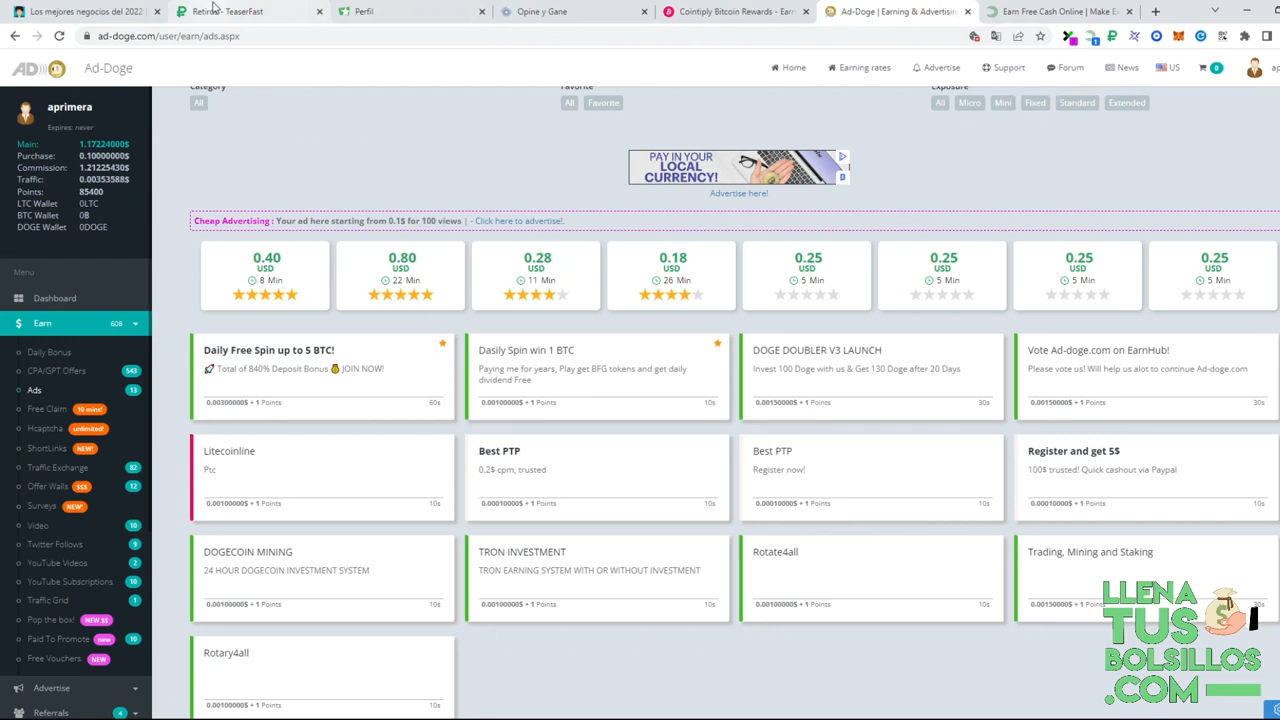 Los mejores negocios del 2022
Retiros - TeaserFast
Perfil
Opine y Gane
Cointiply Bitcoin Rewards - Earn
Ad-Doge | Earning & Advertising
Earn Free Cash Online | Make Ex
ad-doge.com/user/earn/ads.aspx
AD
Ad-Doge
Home
Earning rates
Advertise
Support
Forum
News
US
0
ap
aprimera
Expires: never
Main: 1.17224000$
Purchase: 0.10000000$
Commission: 1.21225430$
Traffic: 0.00353588$
Points: 85400
LTC Wallet 0LTC
BTC Wallet 0฿
DOGE Wallet 0DOGE
Menu
Dashboard
Earn 608
Daily Bonus
CPA/GPT Offers 543
Ads 13
Free Claim 10 mins!
Hcaptcha unlimited!
ShortLinks NEW!
Traffic Exchange 82
Offer Walls $$$ 12
Surveys NEW!
Video 10
Twitter Follows 9
YouTube Videos 2
YouTube Subscriptions 10
Traffic Grid 1
Pop the box! NEW $$
Paid To Promote new 10
Free Vouchers NEW
Advertise
Referrals 4
Category
All
Favorite
All Favorite
Exposure
All Micro Mini Fixed Standard Extended
PAY IN YOUR
LOCAL
CURRENCY!
Advertise here!
Cheap Advertising : Your ad here starting from 0.1$ for 100 views | - Click here to advertise!.
0.40
USD
8 Min
0.80
USD
22 Min
0.28
USD
11 Min
0.18
USD
26 Min
0.25
USD
5 Min
0.25
USD
5 Min
0.25
USD
5 Min
0.25
USD
5 Min
Daily Free Spin up to 5 BTC!
🚀 Total of 840% Deposit Bonus 💰 JOIN NOW!
0.00300000$ + 1 Points 60s
Dasily Spin win 1 BTC
Paying me for years, Play get BFG tokens and get daily
dividend Free
0.00100000$ + 1 Points 10s
DOGE DOUBLER V3 LAUNCH
Invest 100 Doge with us & Get 130 Doge after 20 Days
0.00150000$ + 1 Points 30s
Vote Ad-doge.com on EarnHub!
Please vote us! Will help us alot to continue Ad-doge.com
0.00150000$ + 1 Points 30s
Litecoinline
Ptc
0.00100000$ + 1 Points 10s
Best PTP
0.2$ cpm, trusted
0.00010000$ + 1 Points 10s
Best PTP
Register now!
0.00010000$ + 1 Points 10s
Register and get 5$
100$ trusted! Quick cashout via Paypal
0.00010000$ + 1 Points 10s
DOGECOIN MINING
24 HOUR DOGECOIN INVESTMENT SYSTEM
0.00100000$ + 1 Points 10s
TRON INVESTMENT
TRON EARNING SYSTEM WITH OR WITHOUT INVESTMENT
0.00100000$ + 1 Points 10s
Rotate4all
0.00100000$ + 1 Points 10s
Trading, Mining and Staking
0.00150000$ + 1 Points
Rotary4all
0.00100000$ + 1 Points 10s
LLENA
TUS
BOLSILLOS
.COM